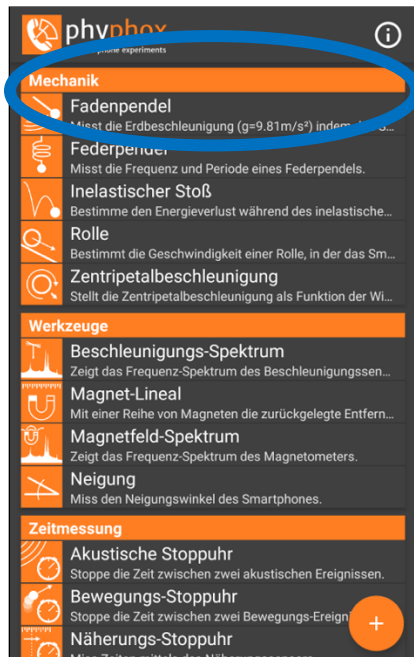 phyphox
phone experiments
Mechanik
Fadenpendel
Misst die Erdbeschleunigung (g=9.81m/s²) indem
Federpendel
Misst die Frequenz und Periode eines Federpendels.
Inelastischer Stoß
Bestimme den Energieverlust während des inelastische...
Rolle
Bestimmt die Geschwindigkeit einer Rolle, in der das Sm...
Zentripetalbeschleunigung
Stellt die Zentripetalbeschleunigung als Funktion der Wi...
Werkzeuge
Beschleunigungs-Spektrum
Zeigt das Frequenz-Spektrum des Beschleunigungssen...
Magnet-Lineal
Mit einer Reihe von Magneten die zurückgelegte Entfern...
Magnetfeld-Spektrum
Zeigt das Frequenz-Spektrum des Magnetometers.
Neigung
Miss den Neigungswinkel des Smartphones.
Zeitmessung
Akustische Stoppuhr
Stoppe die Zeit zwischen zwei akustischen Ereignissen.
Bewegungs-Stoppuhr
Stoppe die Zeit zwischen zwei Bewegungs-Ereign
Näherungs-Stoppuhr